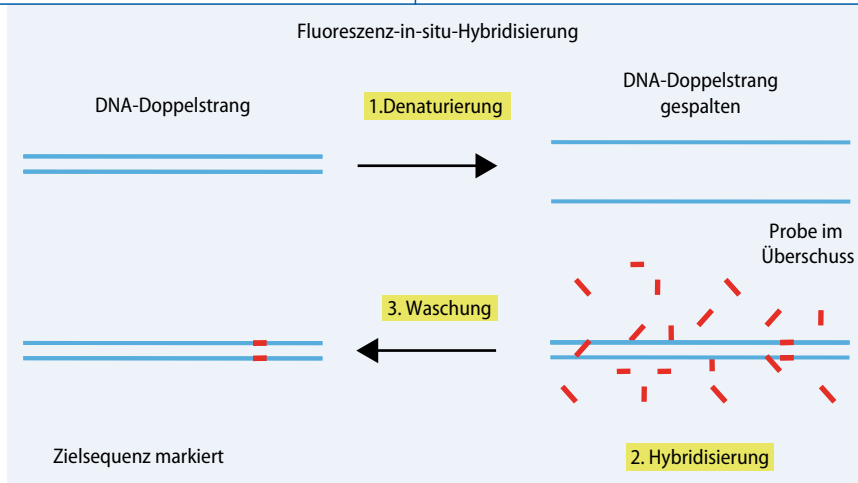 Fluoreszenz-in-situ-Hybridisierung
DNA-Doppelstrang
1.Denaturierung
DNA-Doppelstrang
gespalten
Probe im
Überschuss
3. Waschung
Zielsequenz markiert
2. Hybridisierung